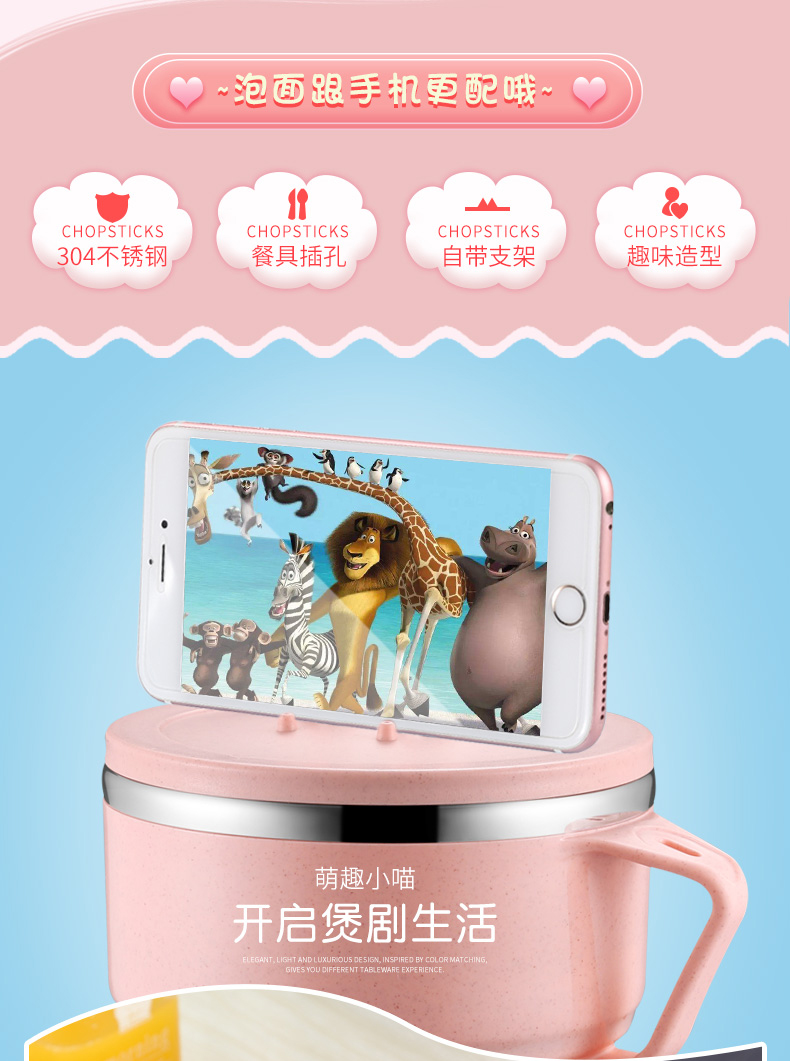 ~泡面跟手机更配哦~
CHOPSTICKS
304不锈钢
CHOPSTICKS
餐具插孔
CHOPSTICKS
自带支架
CHOPSTICKS
趣味造型
萌趣小喵
开启煲剧生活
ELEGANT, LIGHT AND LUXURIOUS DESIGN, INSPIRED BY COLOR MATCHING,
GIVES YOU DIFFERENT TABLEWARE EXPERIENCE.